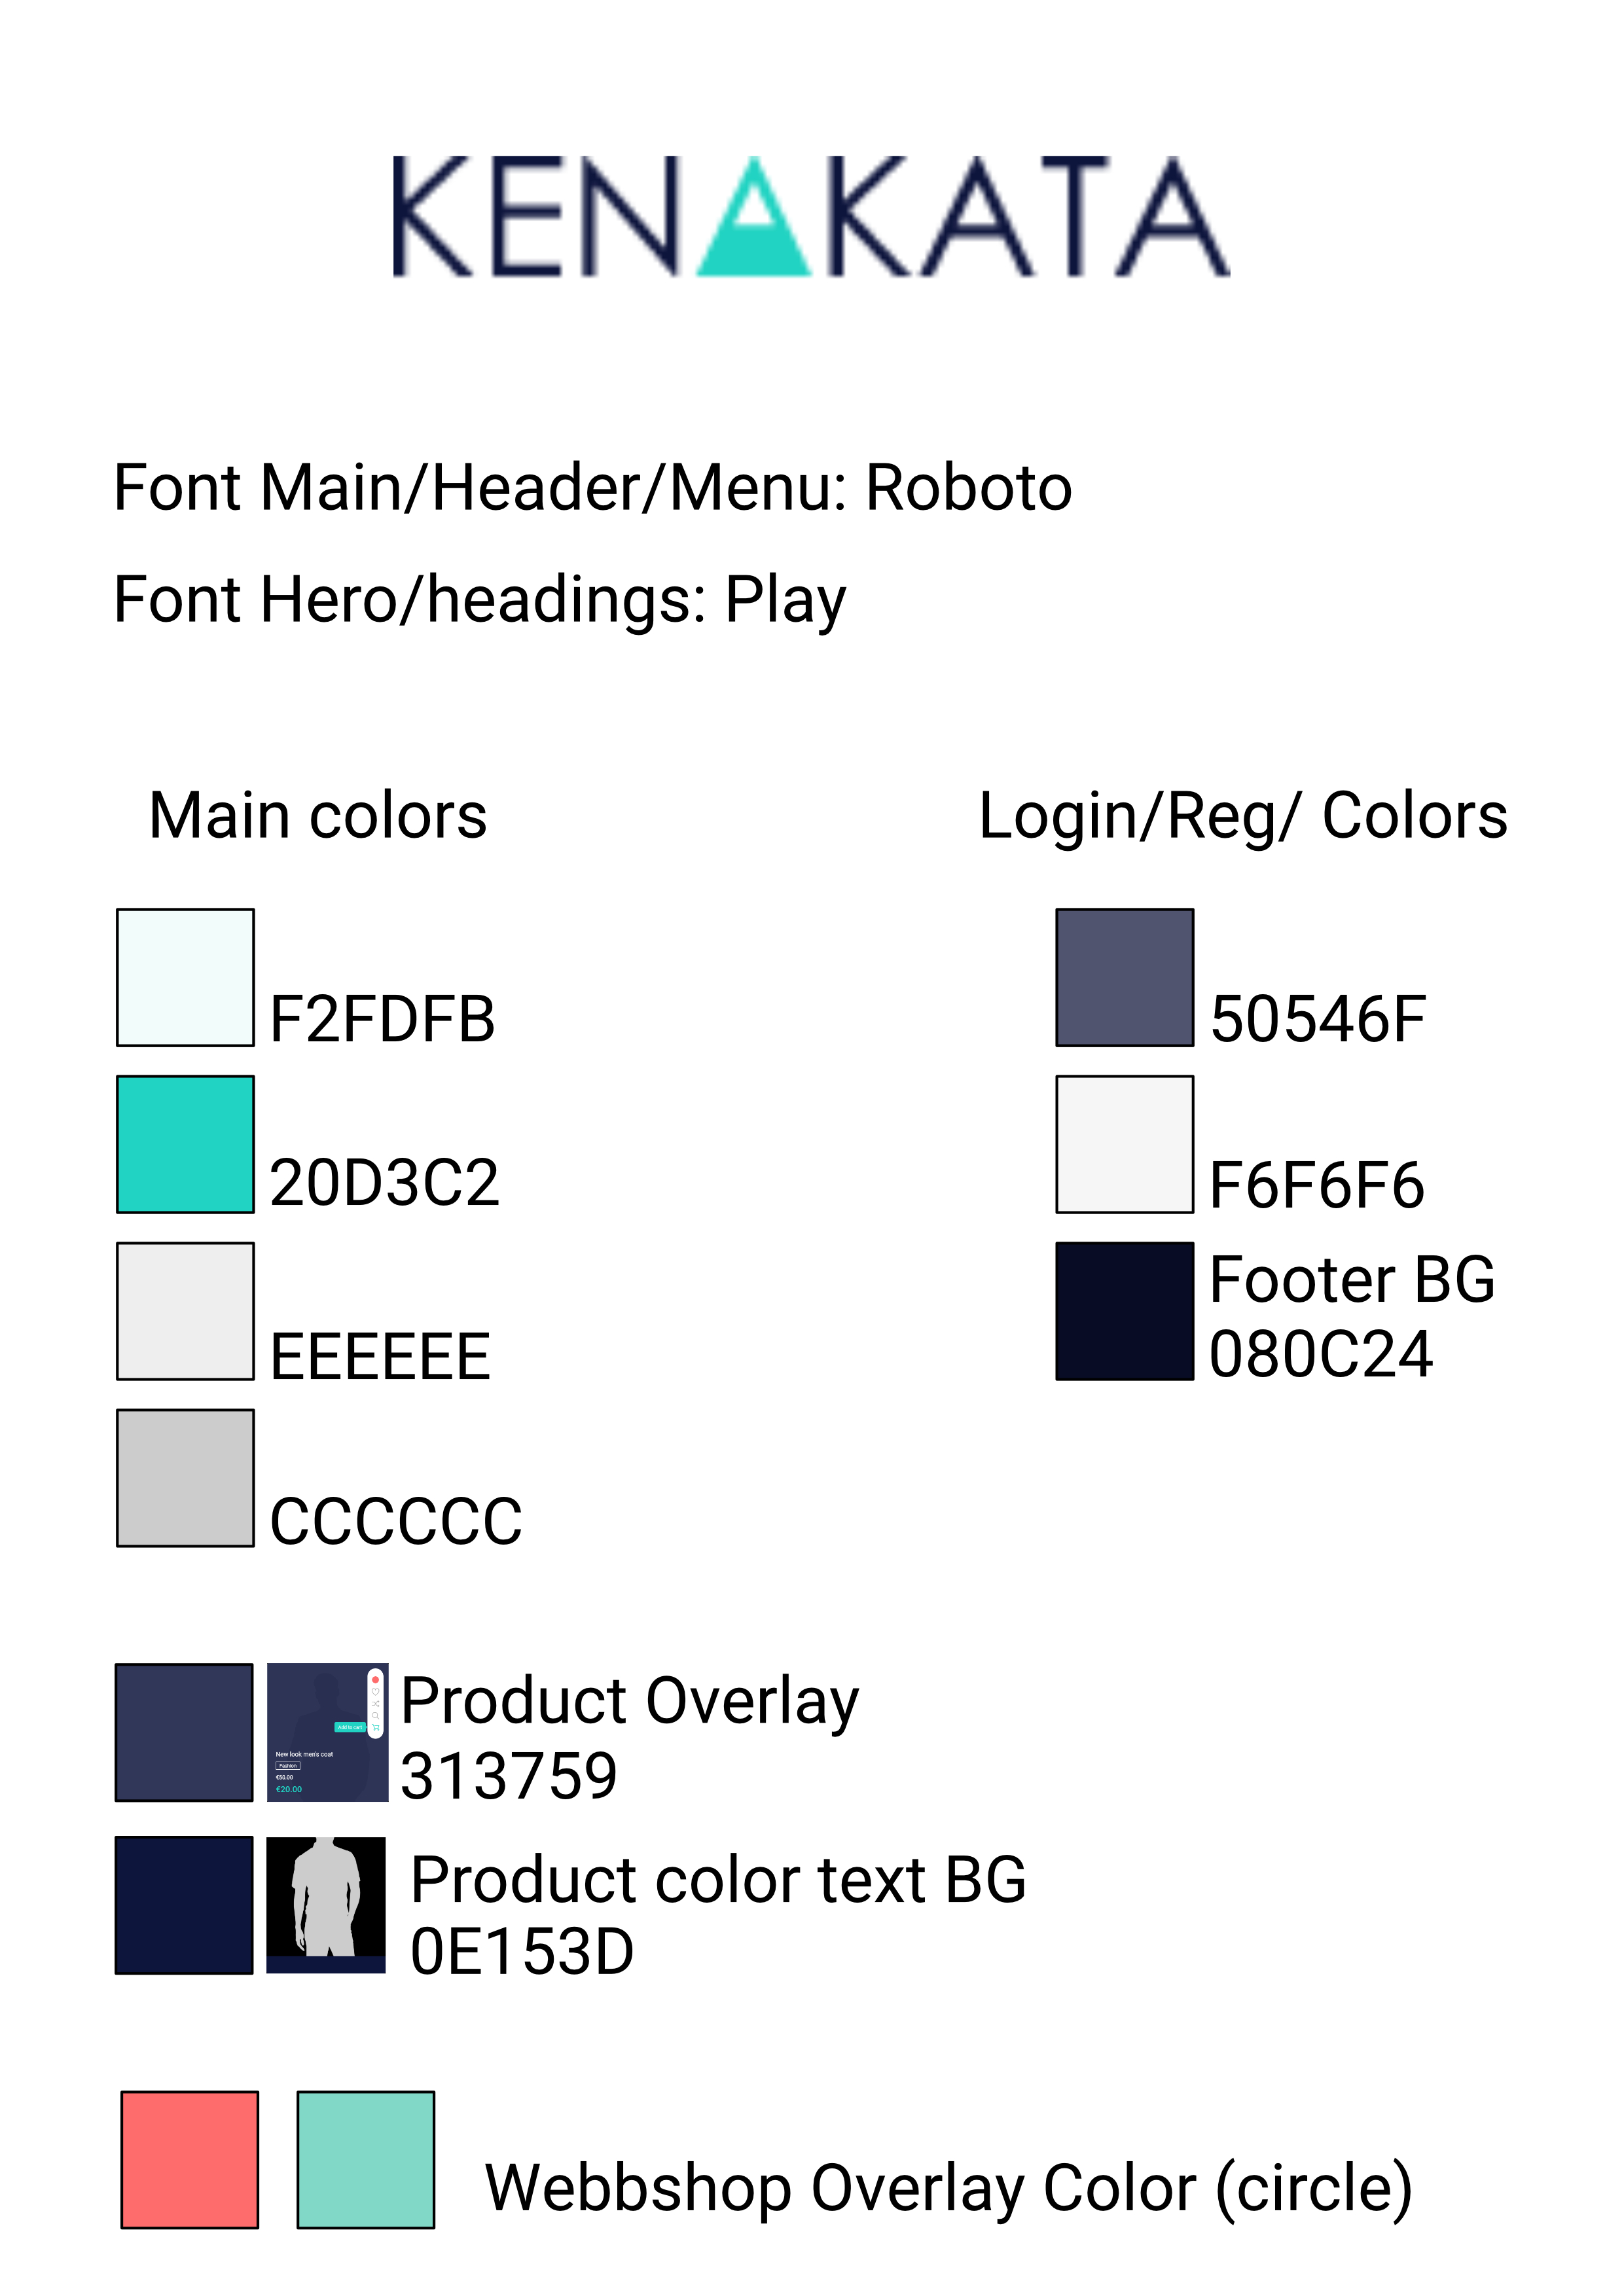 KENAKATA
Font Main/Header/Menu: Roboto
Font Hero/headings: Play
Main colors
F2FDFB
20D3C2
EEEEEE
CCCCCC
Login/Reg/ Colors
50546F
F6F6F6
Footer BG
080C24
Add to cart
New look men's coat
Fashion
€50.00
€20.00
Product Overlay
313759
Product color text BG
0E153D
Webbshop Overlay Color (circle)